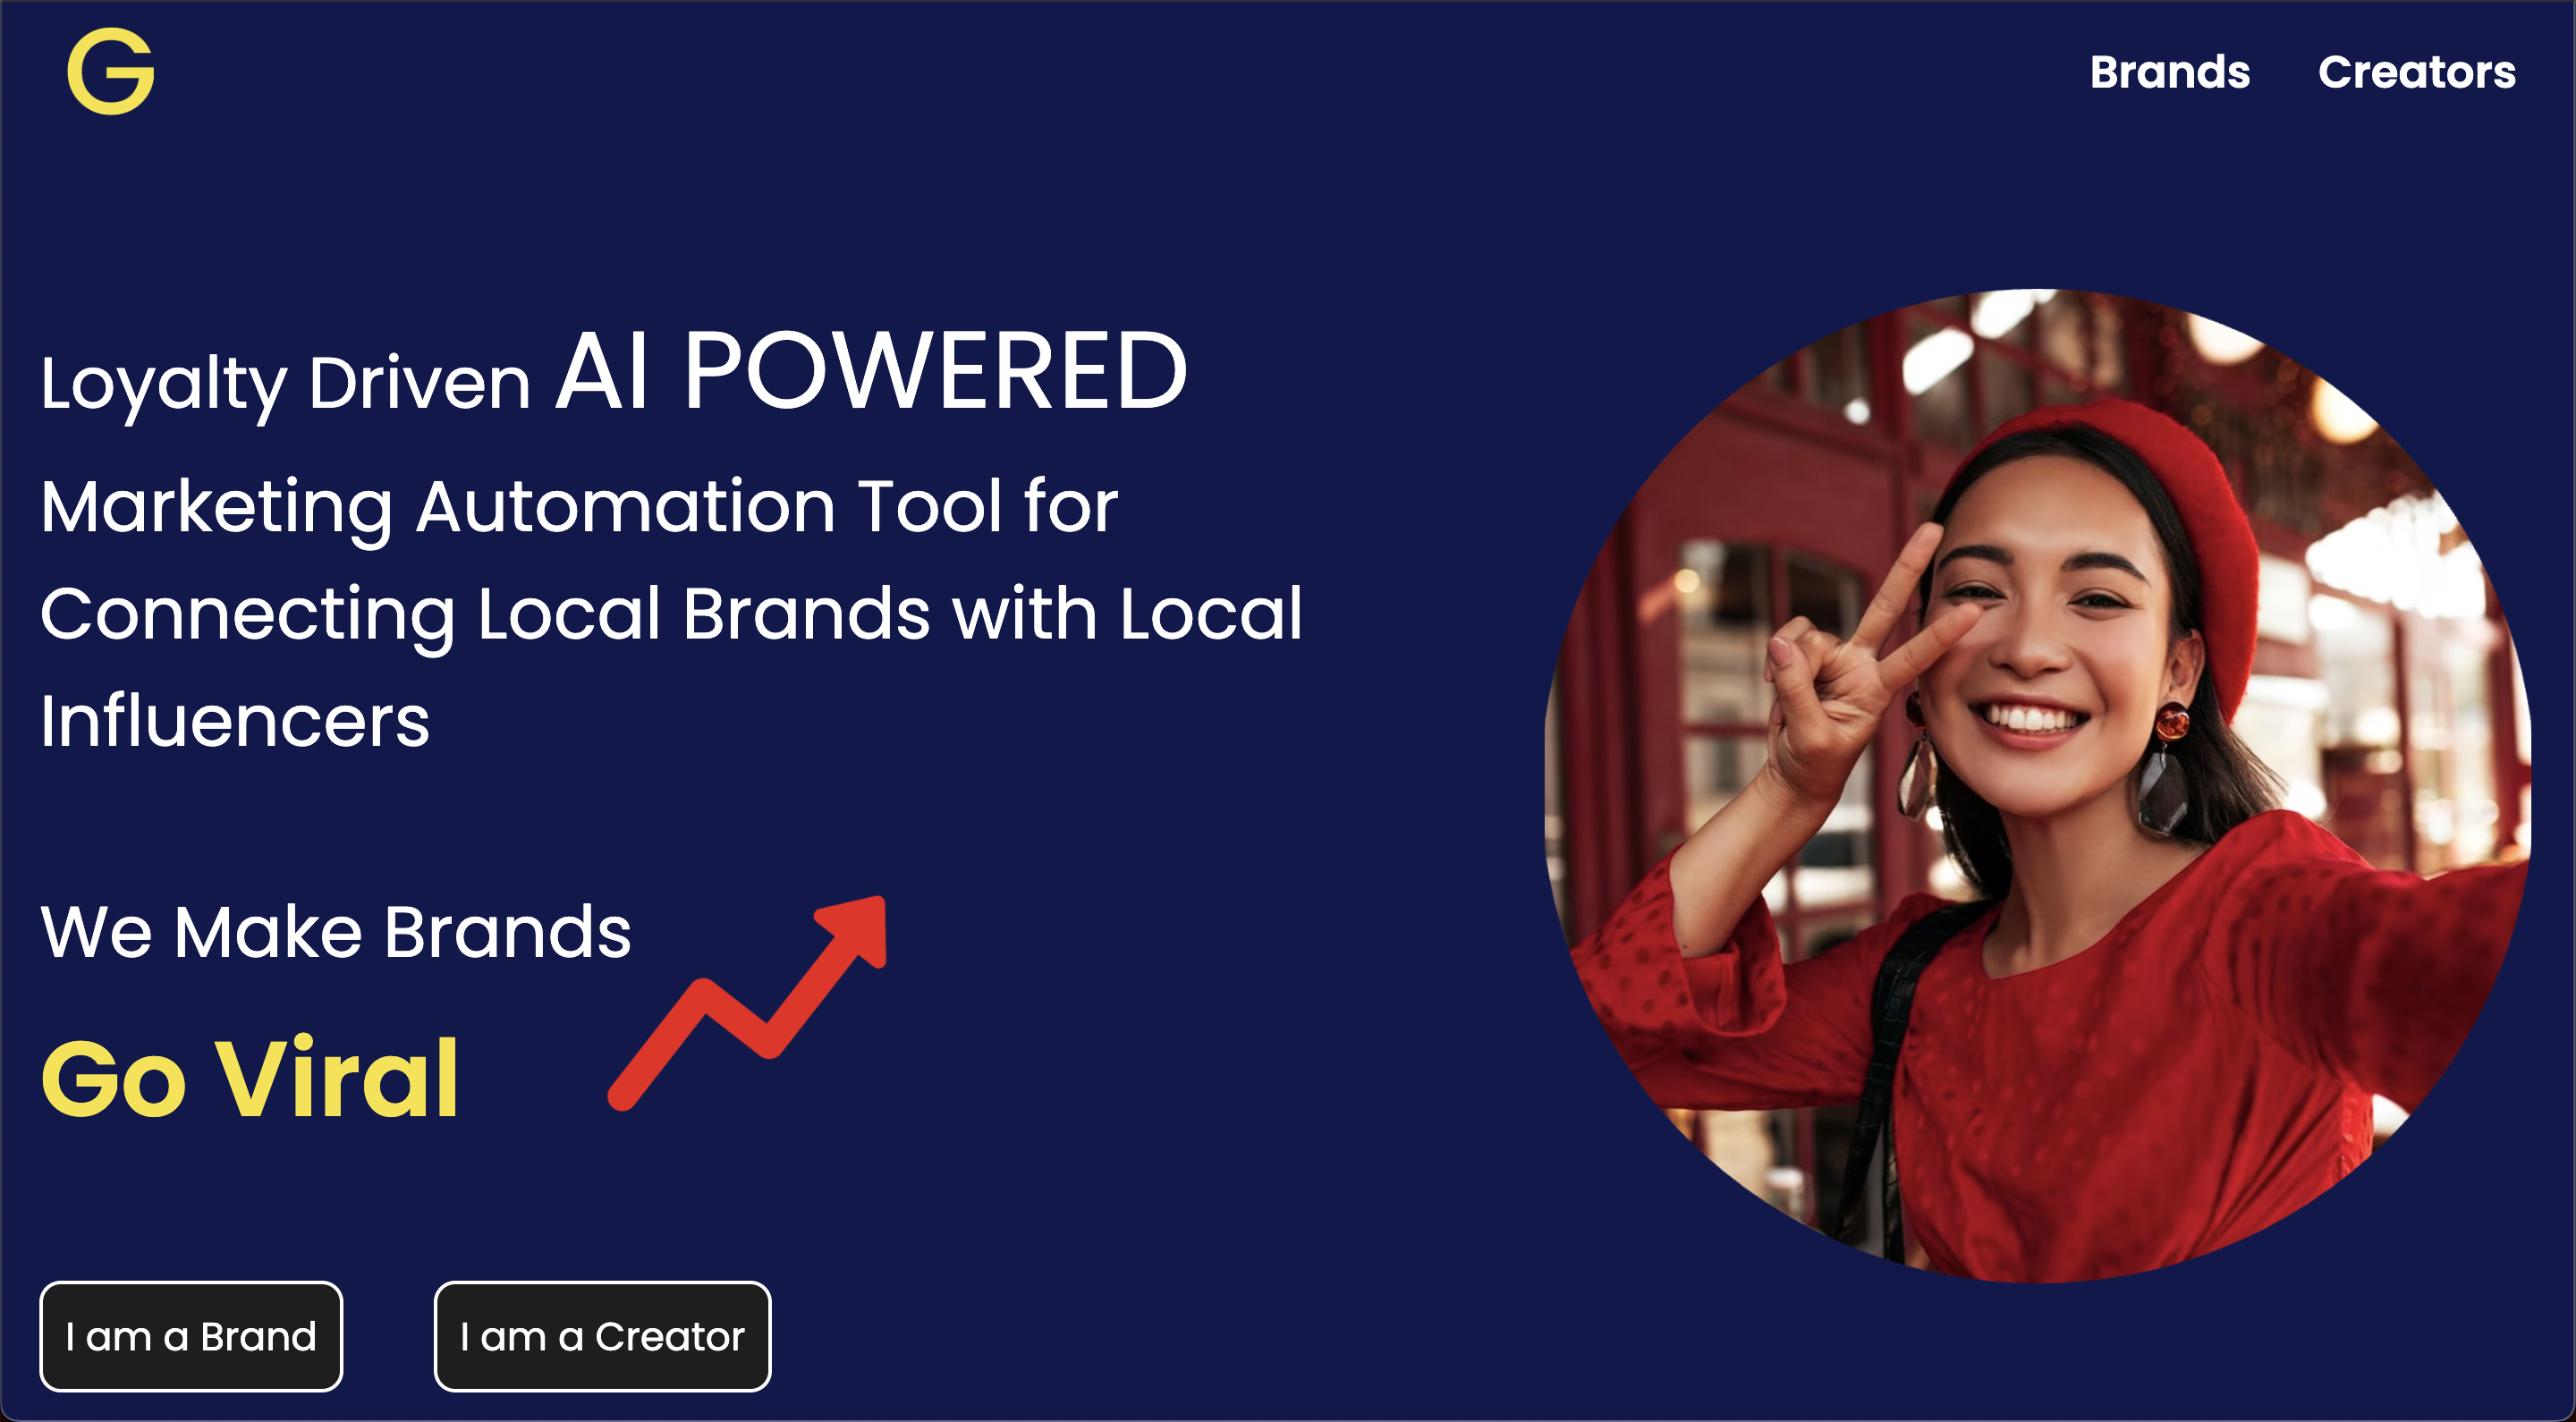 G
Brands Creators
Loyalty Driven AI POWERED
Marketing Automation Tool for
Connecting Local Brands with Local
Influencers
We Make Brands
Go Viral
I am a Brand
I am a Creator